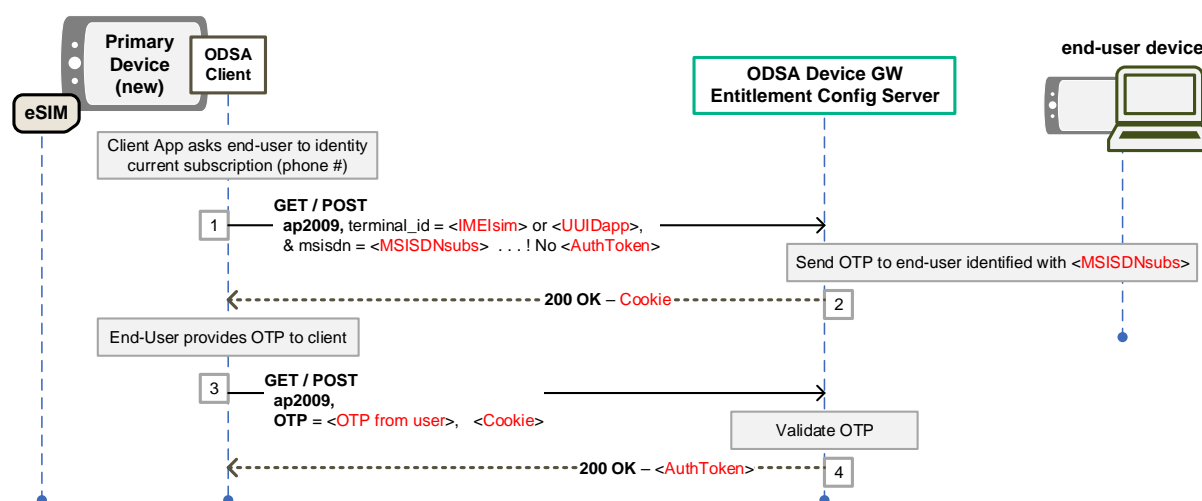 Primary
Device
(new)
ODSA
Client
eSIM
ODSA Device GW
Entitlement Config Server
end-user device
Client App asks end-user to identity
current subscription (phone #)
1
GET / POST
ap2009, terminal_id = <IMEIsim> or <UUIDapp>,
& msisdn = <MSISDNsubs> . . . ! No <AuthToken>
Send OTP to end-user identified with <MSISDNsubs>
200 OK – Cookie
2
End-User provides OTP to client
3
GET / POST
ap2009,
OTP = <OTP from user>, <Cookie>
Validate OTP
200 OK – <AuthToken>
4